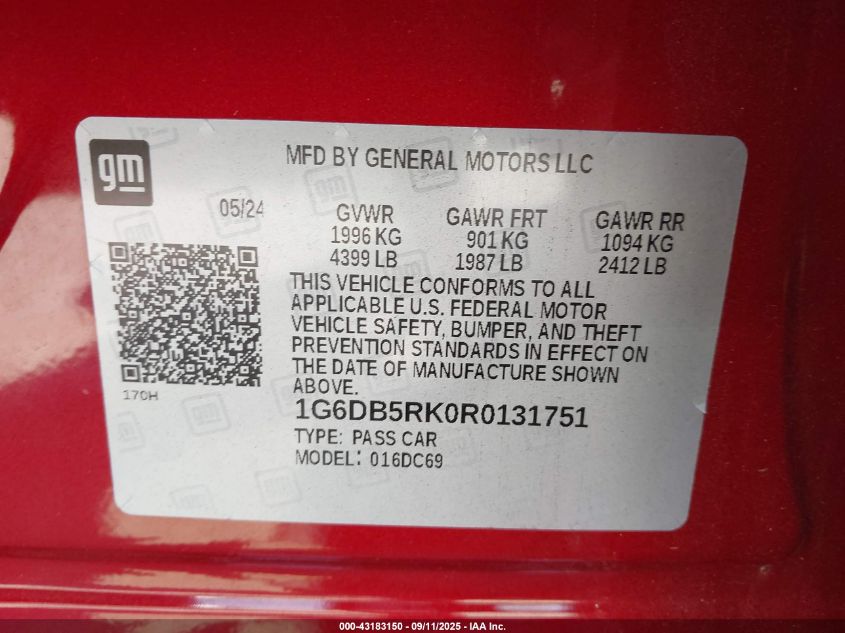 gm
MFD BY GENERAL MOTORS LLC
05/24
GVWR GAWR FRT GAWR RR
1996 KG 901 KG 1094 KG
4399 LB 1987 LB 2412 LB
THIS VEHICLE CONFORMS TO ALL
APPLICABLE U.S. FEDERAL MOTOR
VEHICLE SAFETY, BUMPER, AND THEFT
PREVENTION STANDARDS IN EFFECT ON
THE DATE OF MANUFACTURE SHOWN
ABOVE.
170H
1G6DB5RK0R0131751
TYPE: PASS CAR
MODEL: 016DC69
000-43183150 - 09/11/2025 - IAA Inc.